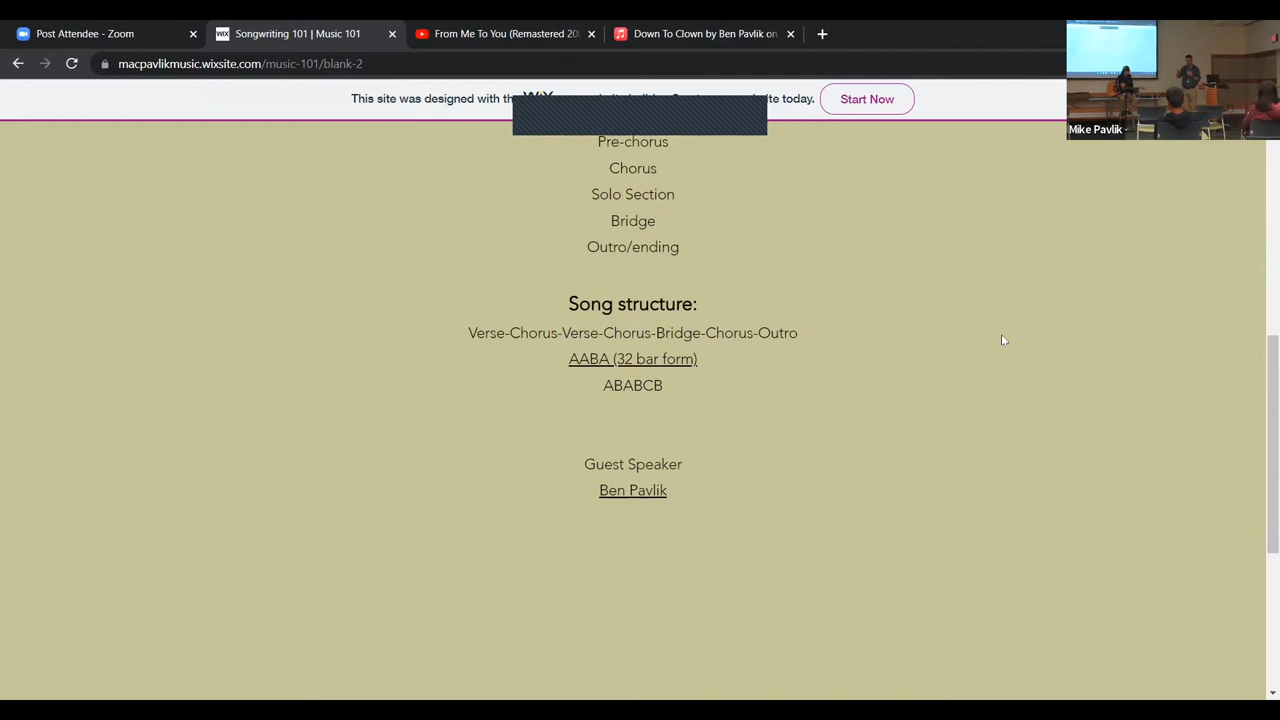 Post Attendee - Zoom
WIX
Songwriting 101 | Music 101
From Me To You (Remastered 20
Down To Clown by Ben Pavlik on
macpavlikmusic.wixsite.com/music-101/blank-2
This site was designed with the
site today.
Start Now
Mike Pavlik
Pre-chorus
Chorus
Solo Section
Bridge
Outro/ending
Song structure:
Verse-Chorus-Verse-Chorus-Bridge-Chorus-Outro
AABA (32 bar form)
ABABCB
Guest Speaker
Ben Pavlik